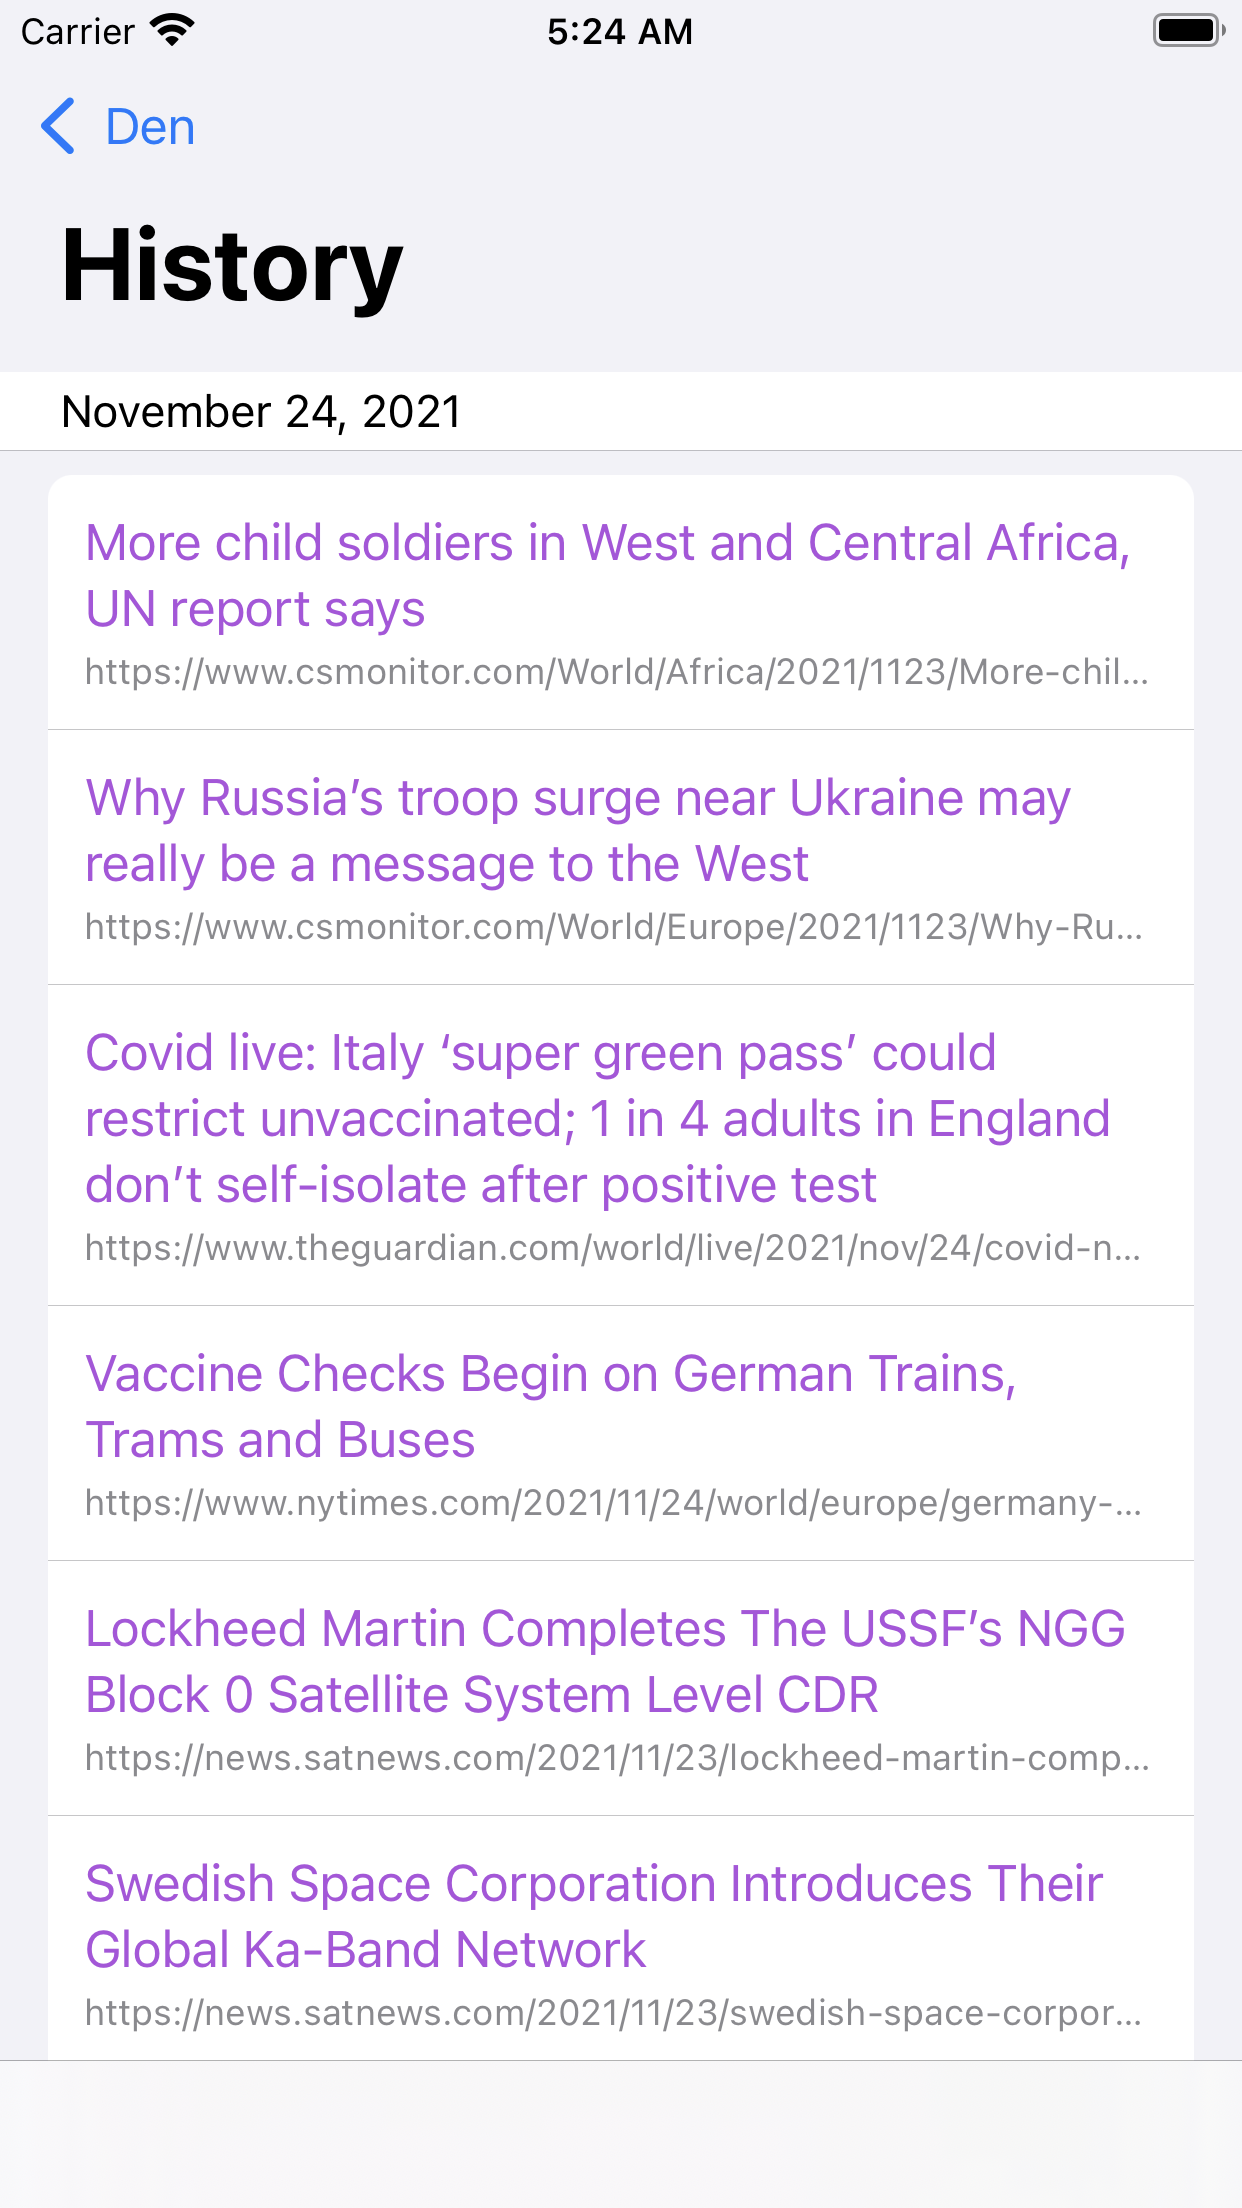 Carrier 5:24 AM
Den
History
November 24, 2021
More child soldiers in West and Central Africa,
UN report says
https://www.csmonitor.com/World/Africa/2021/1123/More-chil...
Why Russia’s troop surge near Ukraine may
really be a message to the West
https://www.csmonitor.com/World/Europe/2021/1123/Why-Ru...
Covid live: Italy ‘super green pass’ could
restrict unvaccinated; 1 in 4 adults in England
don’t self-isolate after positive test
https://www.theguardian.com/world/live/2021/nov/24/covid-n...
Vaccine Checks Begin on German Trains,
Trams and Buses
https://www.nytimes.com/2021/11/24/world/europe/germany-...
Lockheed Martin Completes The USSF’s NGG
Block 0 Satellite System Level CDR
https://news.satnews.com/2021/11/23/lockheed-martin-comp...
Swedish Space Corporation Introduces Their
Global Ka-Band Network
https://news.satnews.com/2021/11/23/swedish-space-corpor...